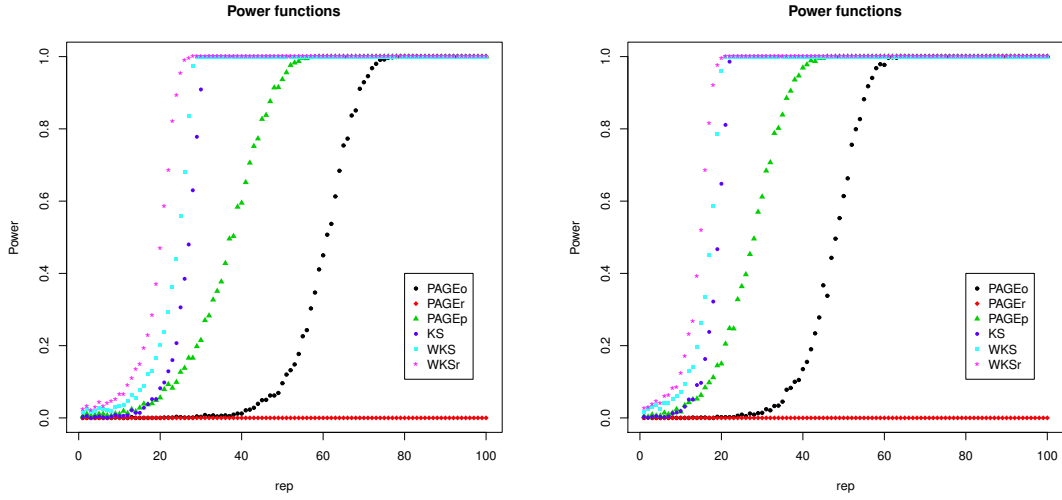 Power functions
Power
0.0
0.2
0.4
0.6
0.8
1.0
0
20
40
60
80
100
rep
PAGEo
PAGEr
PAGEp
KS
WKS
WKSr
Power functions
Power
0.0
0.2
0.4
0.6
0.8
1.0
0
20
40
60
80
100
rep
PAGEo
PAGEr
PAGEp
KS
WKS
WKSr